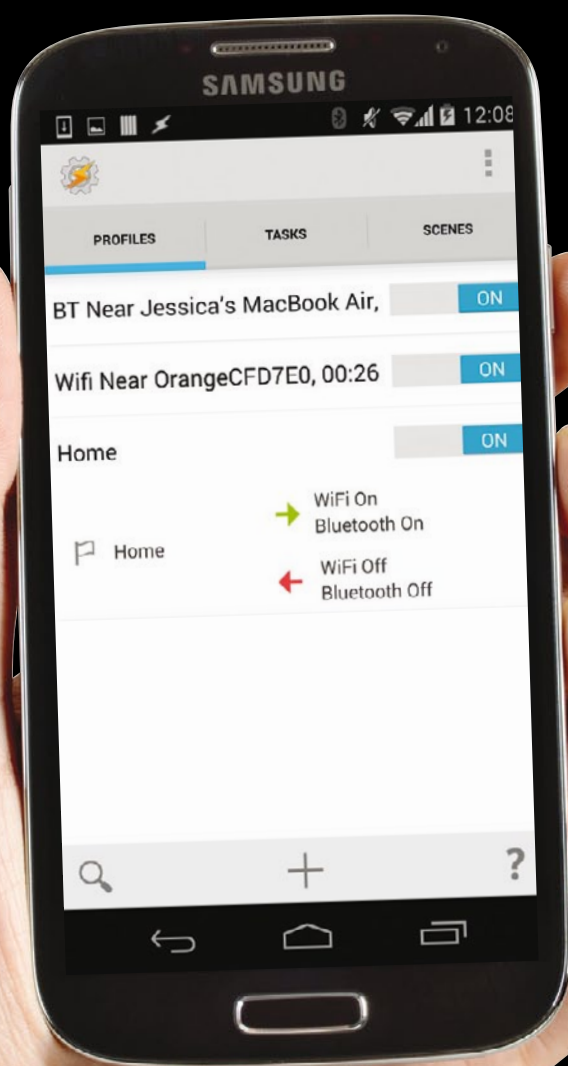 SAMSUNG
12:08
PROFILES
TASKS
SCENES
BT Near Jessica's MacBook Air,
ON
Wifi Near OrangeCFD7E0, 00:26
ON
Home
ON
Home
WiFi On
Bluetooth On
WiFi Off
Bluetooth Off
?